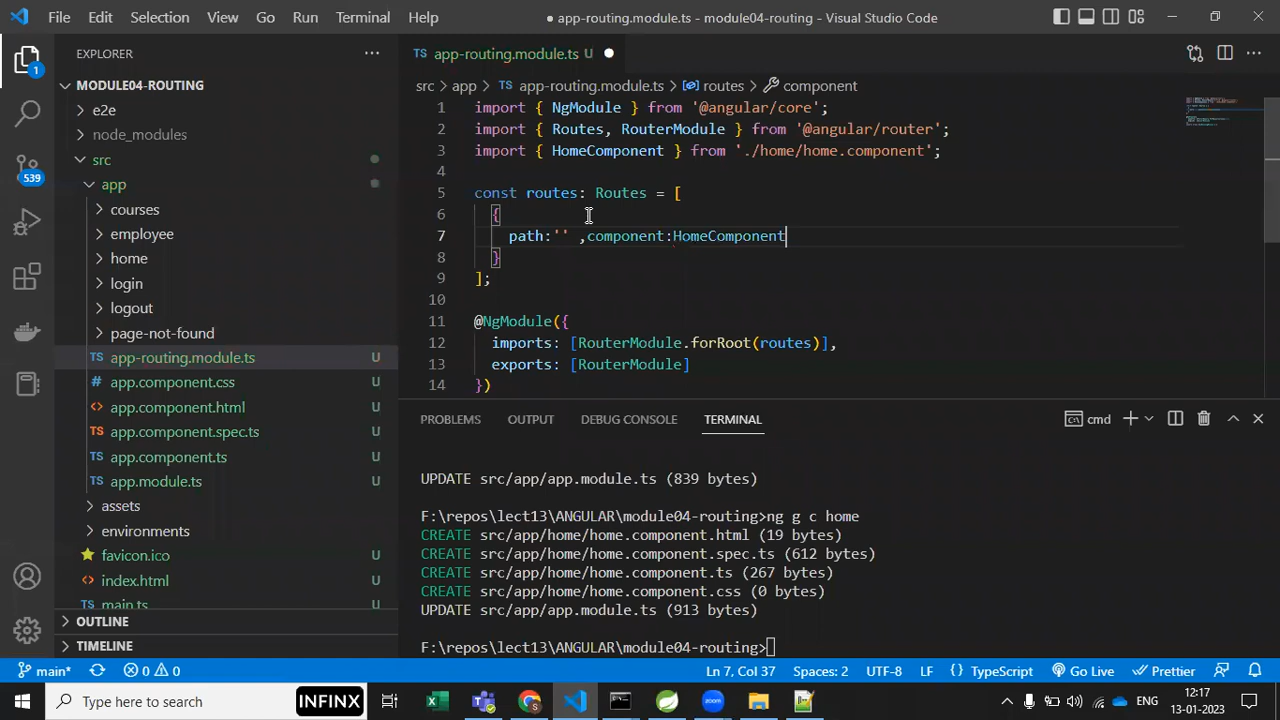 File Edit Selection View Go Run Terminal Help
● app-routing.module.ts - module04-routing - Visual Studio Code
EXPLORER
MODULE04-ROUTING
e2e
node_modules
src
app
courses
employee
home
login
logout
page-not-found
TS app-routing.module.ts U
# app.component.css U
<> app.component.html U
TS app.component.spec.ts U
TS app.component.ts U
TS app.module.ts U
assets
environments
favicon.ico U
<> index.html U
TS main.ts U
OUTLINE
TIMELINE
1
539
TS app-routing.module.ts U ●
src > app > TS app-routing.module.ts > routes > component
1 import { NgModule } from '@angular/core';
2 import { Routes, RouterModule } from '@angular/router';
3 import { HomeComponent } from './home/home.component';
4
5 const routes: Routes = [
6 {
7 path:'' ,component:HomeComponent
8 }
9 ];
10
11 @NgModule({
12 imports: [RouterModule.forRoot(routes)],
13 exports: [RouterModule]
14 })
PROBLEMS OUTPUT DEBUG CONSOLE TERMINAL
cmd
UPDATE src/app/app.module.ts (839 bytes)
F:\repos\lect13\ANGULAR\module04-routing>ng g c home
CREATE src/app/home/home.component.html (19 bytes)
CREATE src/app/home/home.component.spec.ts (612 bytes)
CREATE src/app/home/home.component.ts (267 bytes)
CREATE src/app/home/home.component.css (0 bytes)
UPDATE src/app/app.module.ts (913 bytes)
F:\repos\lect13\ANGULAR\module04-routing>
main* 0 0 Ln 7, Col 37 Spaces: 2 UTF-8 LF {} TypeScript Go Live Prettier
Type here to search INFINX ENG 12:17
13-01-2023